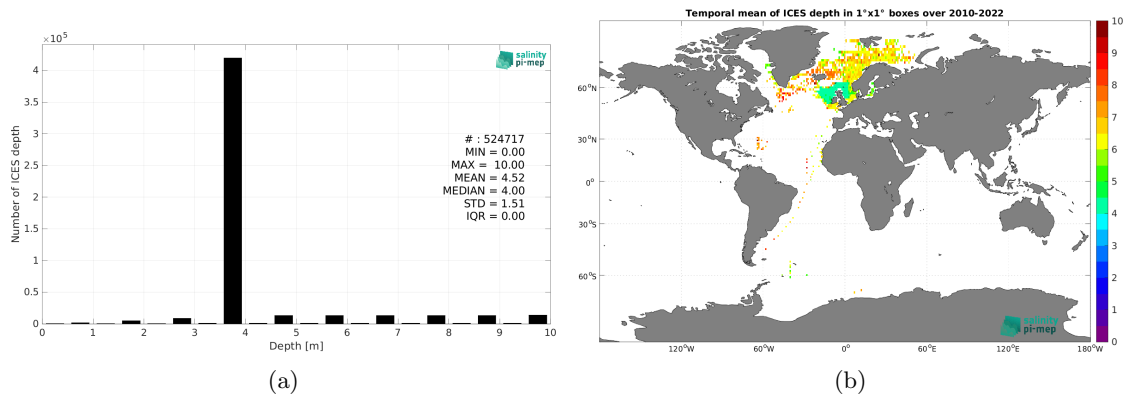 ×10⁵
4
3.5
3
2.5
2
1.5
1
0.5
0
Number of ICES depth
salinity
pi-mep
# : 524717
MIN = 0.00
MAX = 10.00
MEAN = 4.52
MEDIAN = 4.00
STD = 1.51
IQR = 0.00
1 2 3 4 5 6 7 8 9 10
Depth [m]
(a)
Temporal mean of ICES depth in 1°x1° boxes over 2010-2022
60°N
30°N
0°
30°S
60°S
120°W 60°W 0° 60°E 120°E 180°W
salinity
pi-mep
10
9
8
7
6
5
4
3
2
1
0
(b)